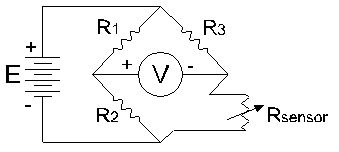 R1
R3
+
E
+ V -
-
R2
Rsensor